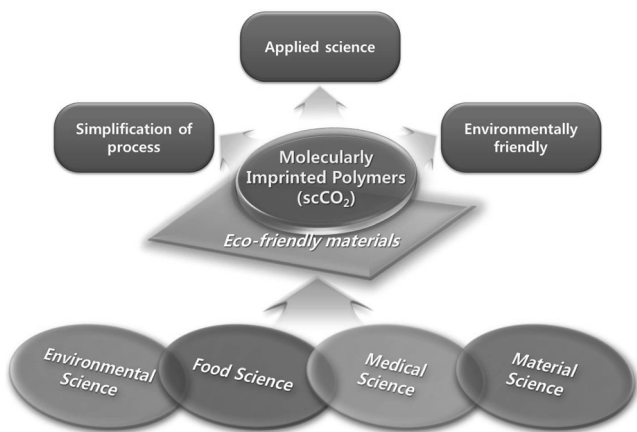 Applied science
Simplification of
process
Environmentally
friendly
Molecularly
Imprinted Polymers
(scCO₂)
Eco-friendly materials
Environmental
Science
Food Science
Medical
Science
Material
Science